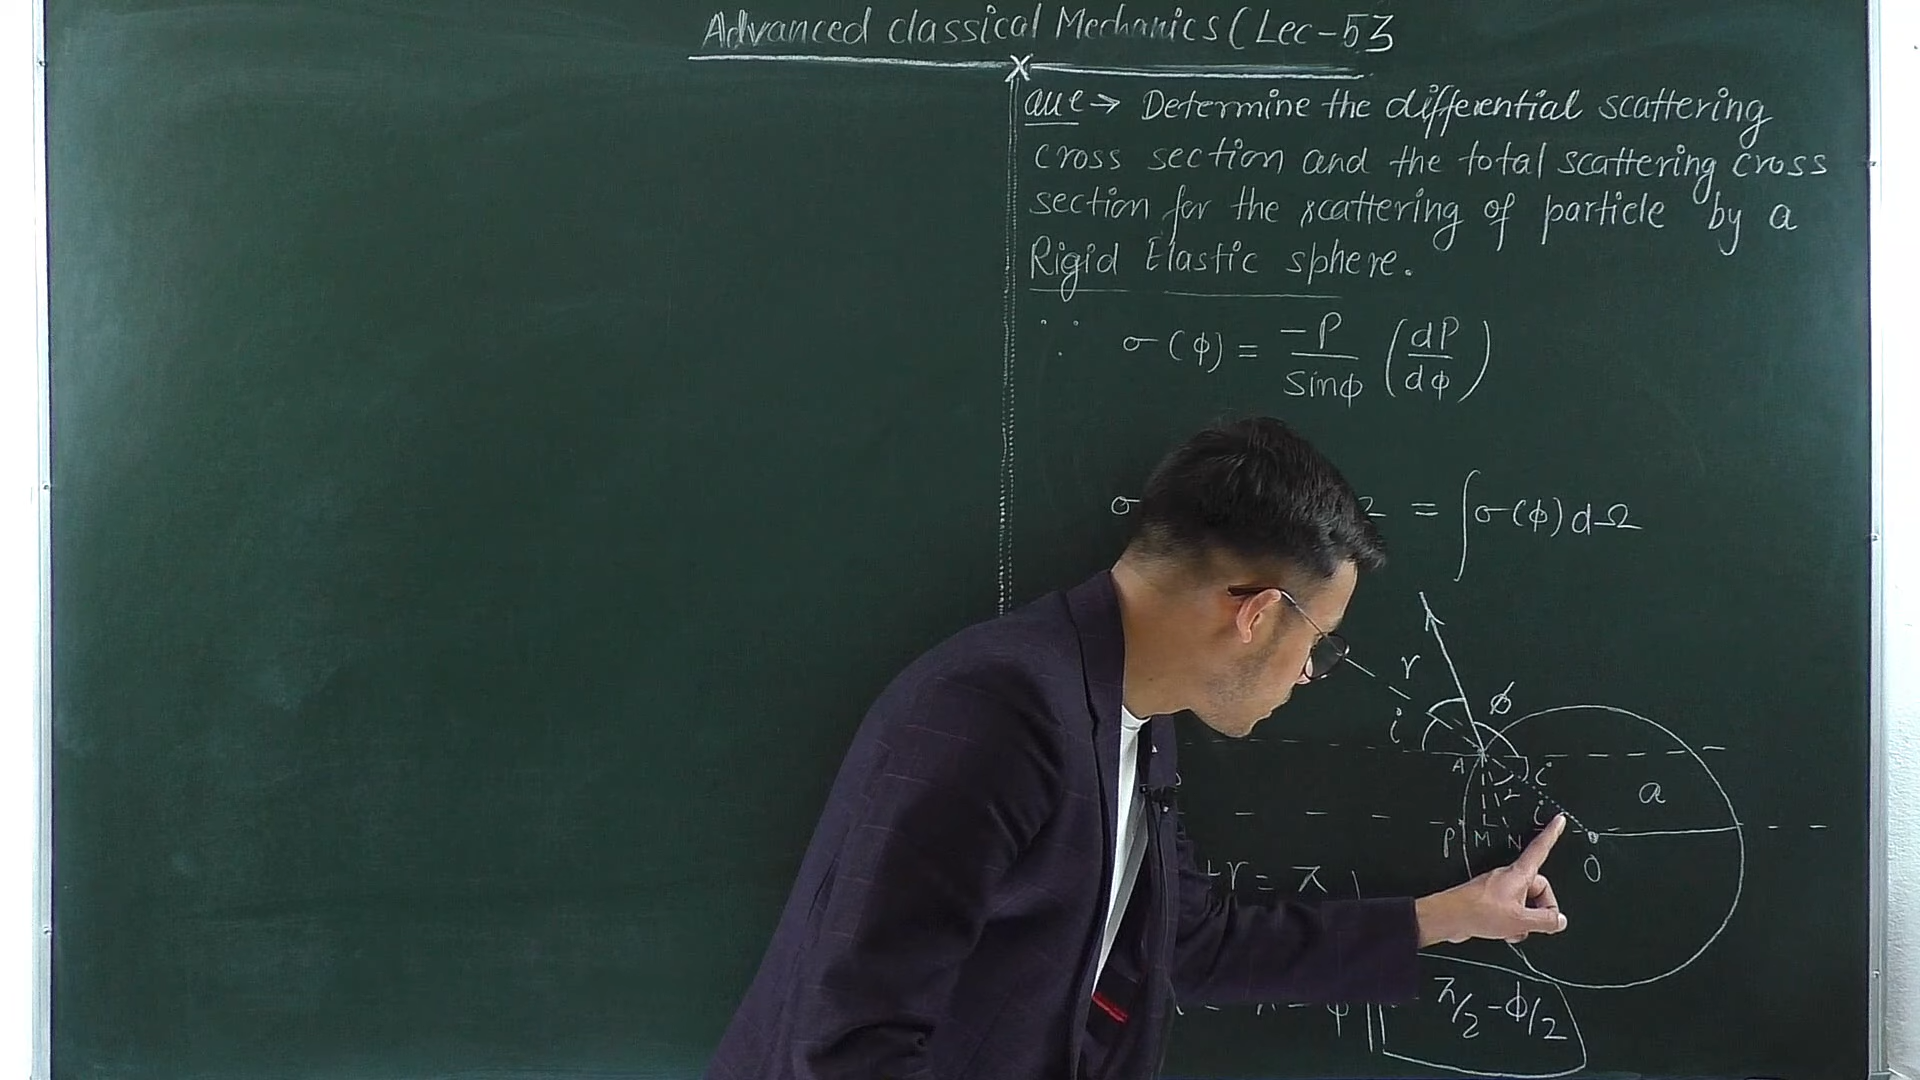 Advanced classical Mechanics (Lec-53
Que → Determine the differential scattering
cross section and the total scattering cross
section for the scattering of particle by a
Rigid Elastic sphere.
∵ σ(ϕ) = -P/sinϕ (dP/dϕ)
σ = ∫σ(ϕ)dΩ
r ϕ
i
A i
a
i
P M N
O
+r = π
= π - ϕ
π/2 - ϕ/2